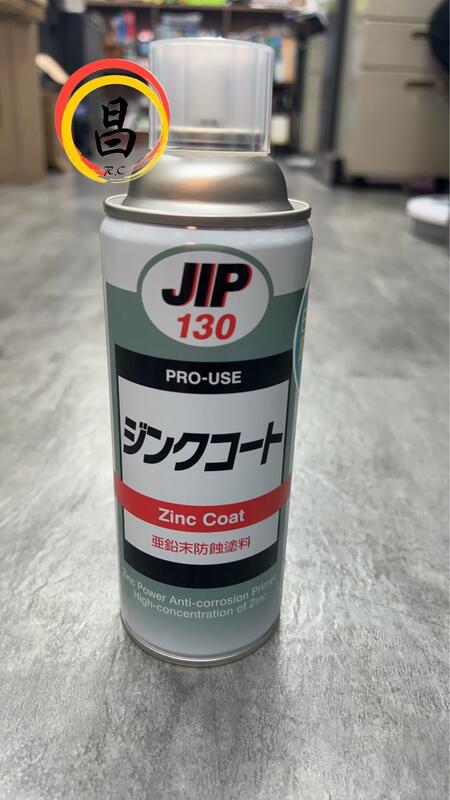 昌
R.C
JIP
130
PRO-USE
ジンクコート
Zinc Coat
亜鉛末防蝕塗料
Zinc Power Anti-corrosion Primer
High-concentration of Zinc